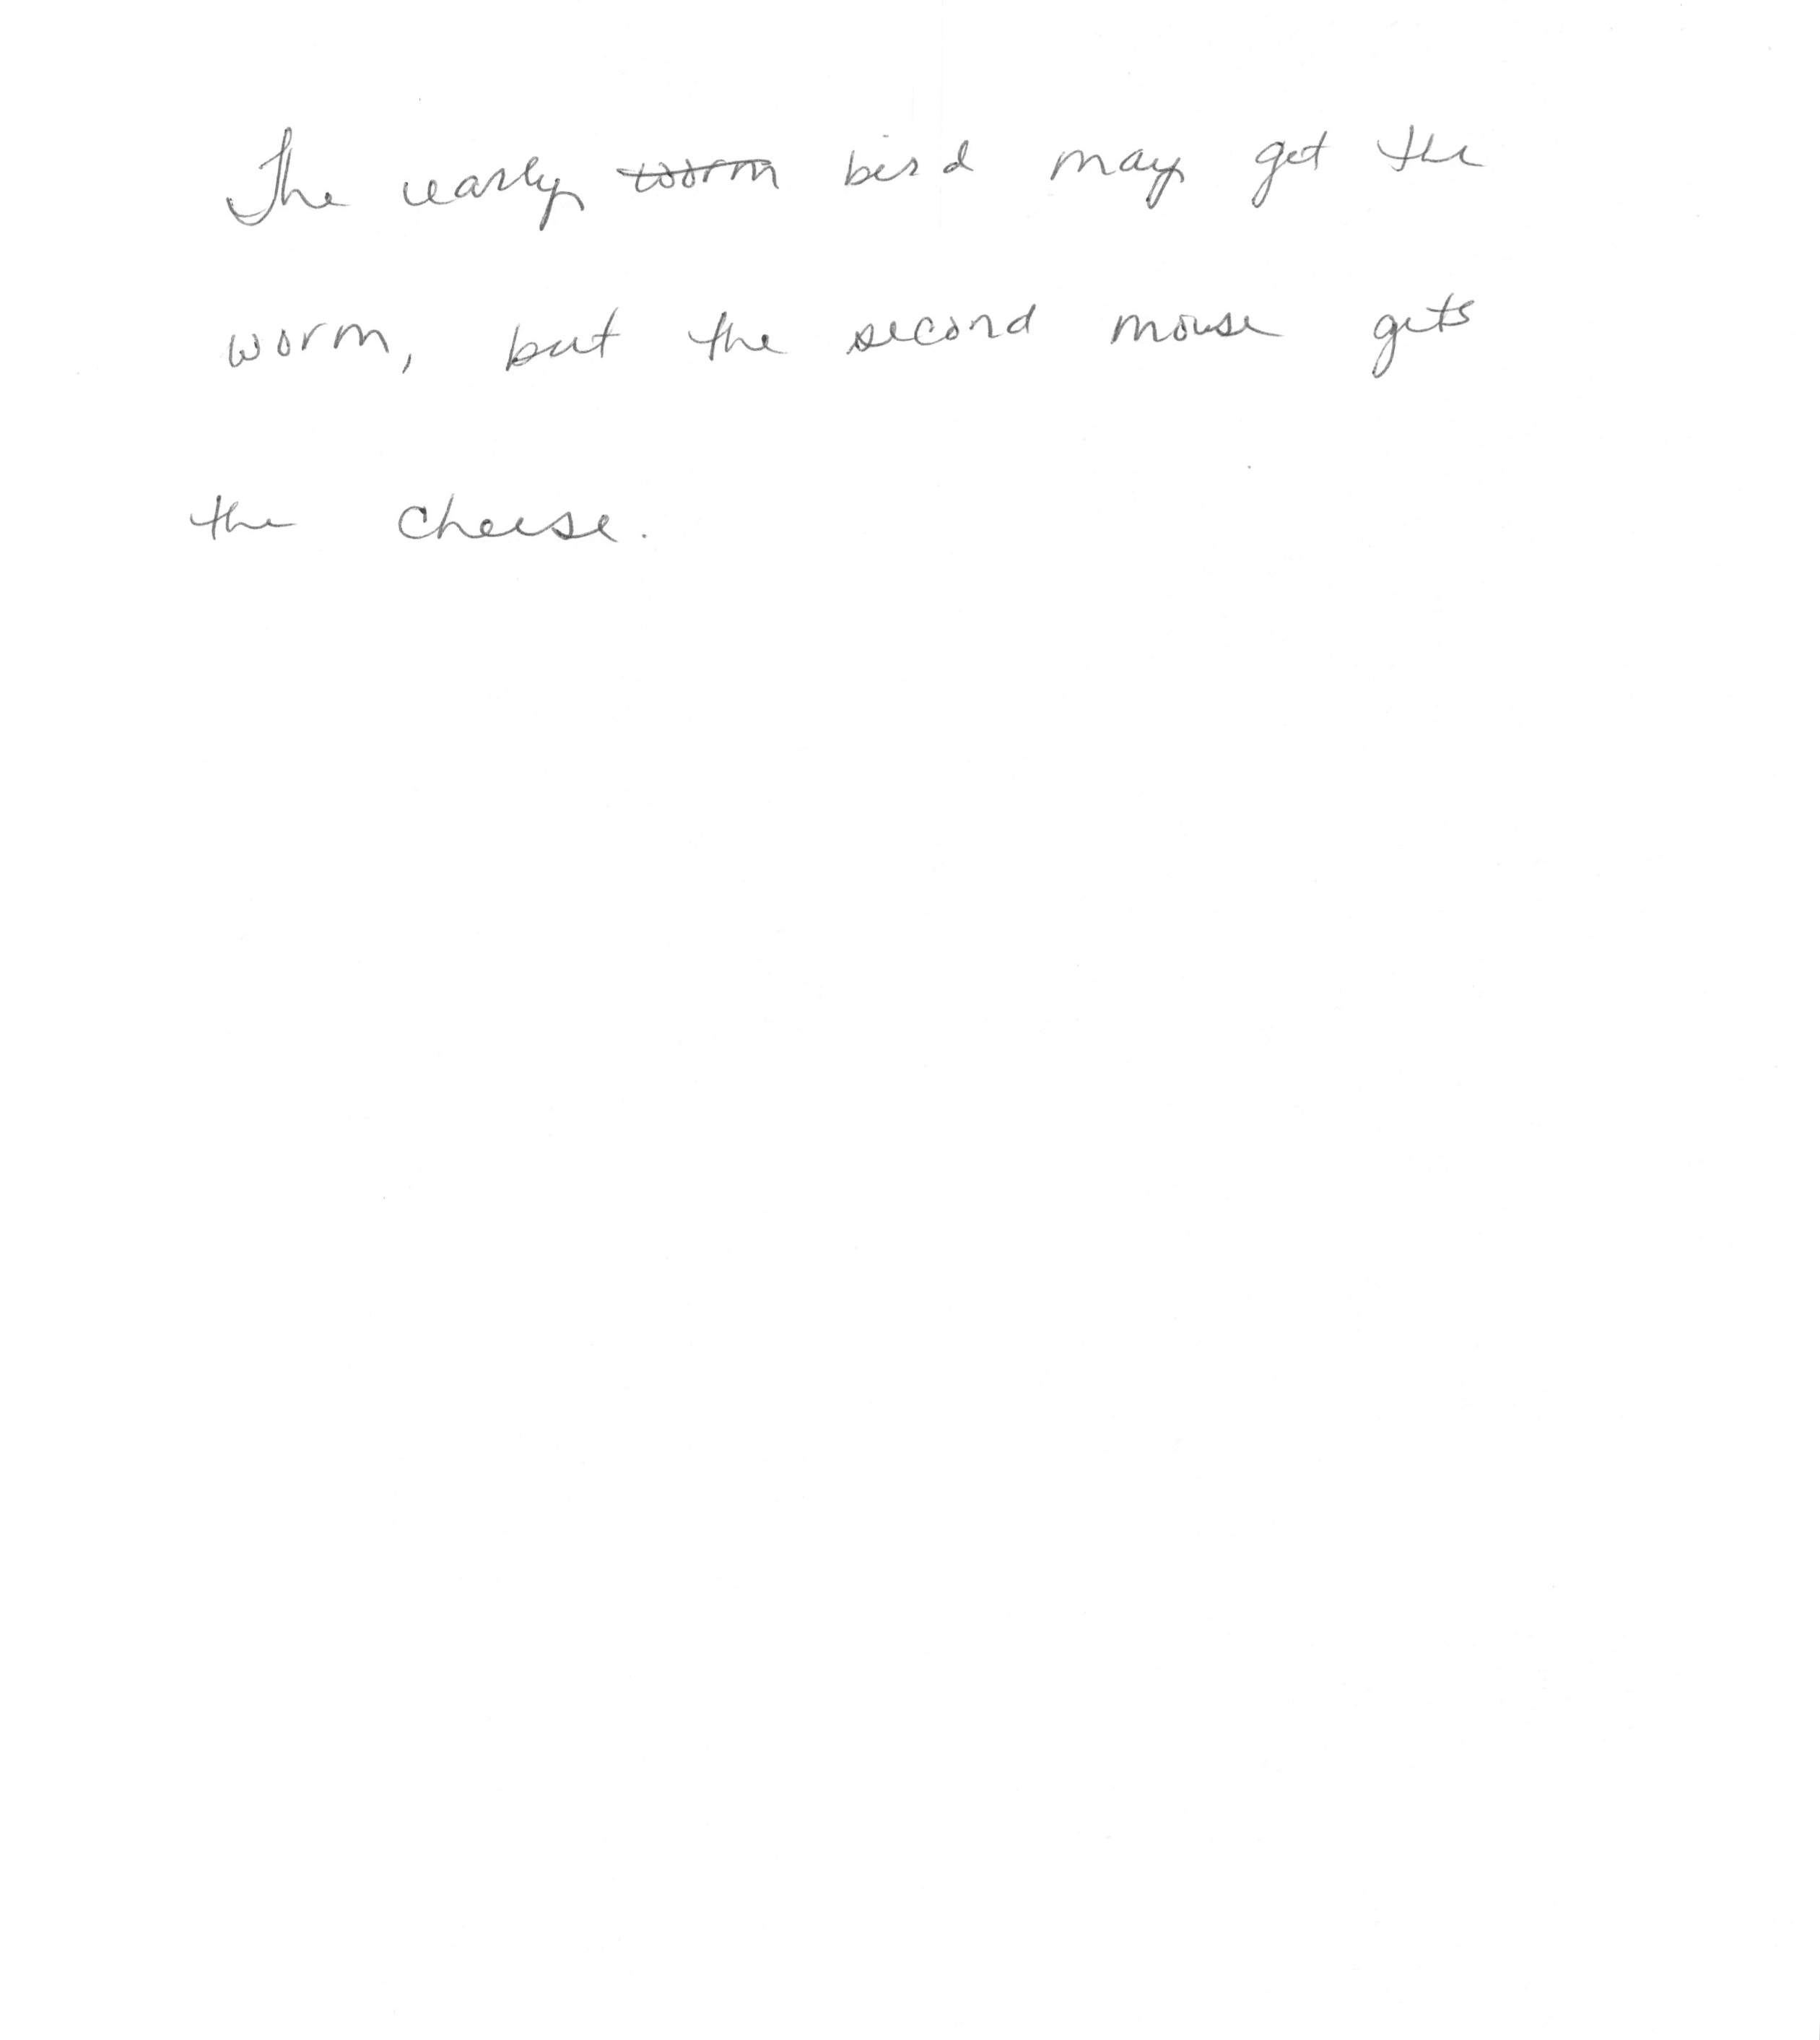 The early worm bird may get the
worm, but the second mouse gets
the cheese.